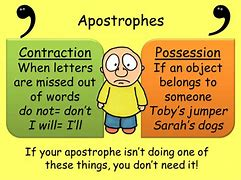 Apostrophes
Contraction
When letters
are missed out
of words
do not= don't
I will= I'll
Possession
If an object
belongs to
someone
Toby's jumper
Sarah's dogs
If your apostrophe isn't doing one of
these things, you don't need it!